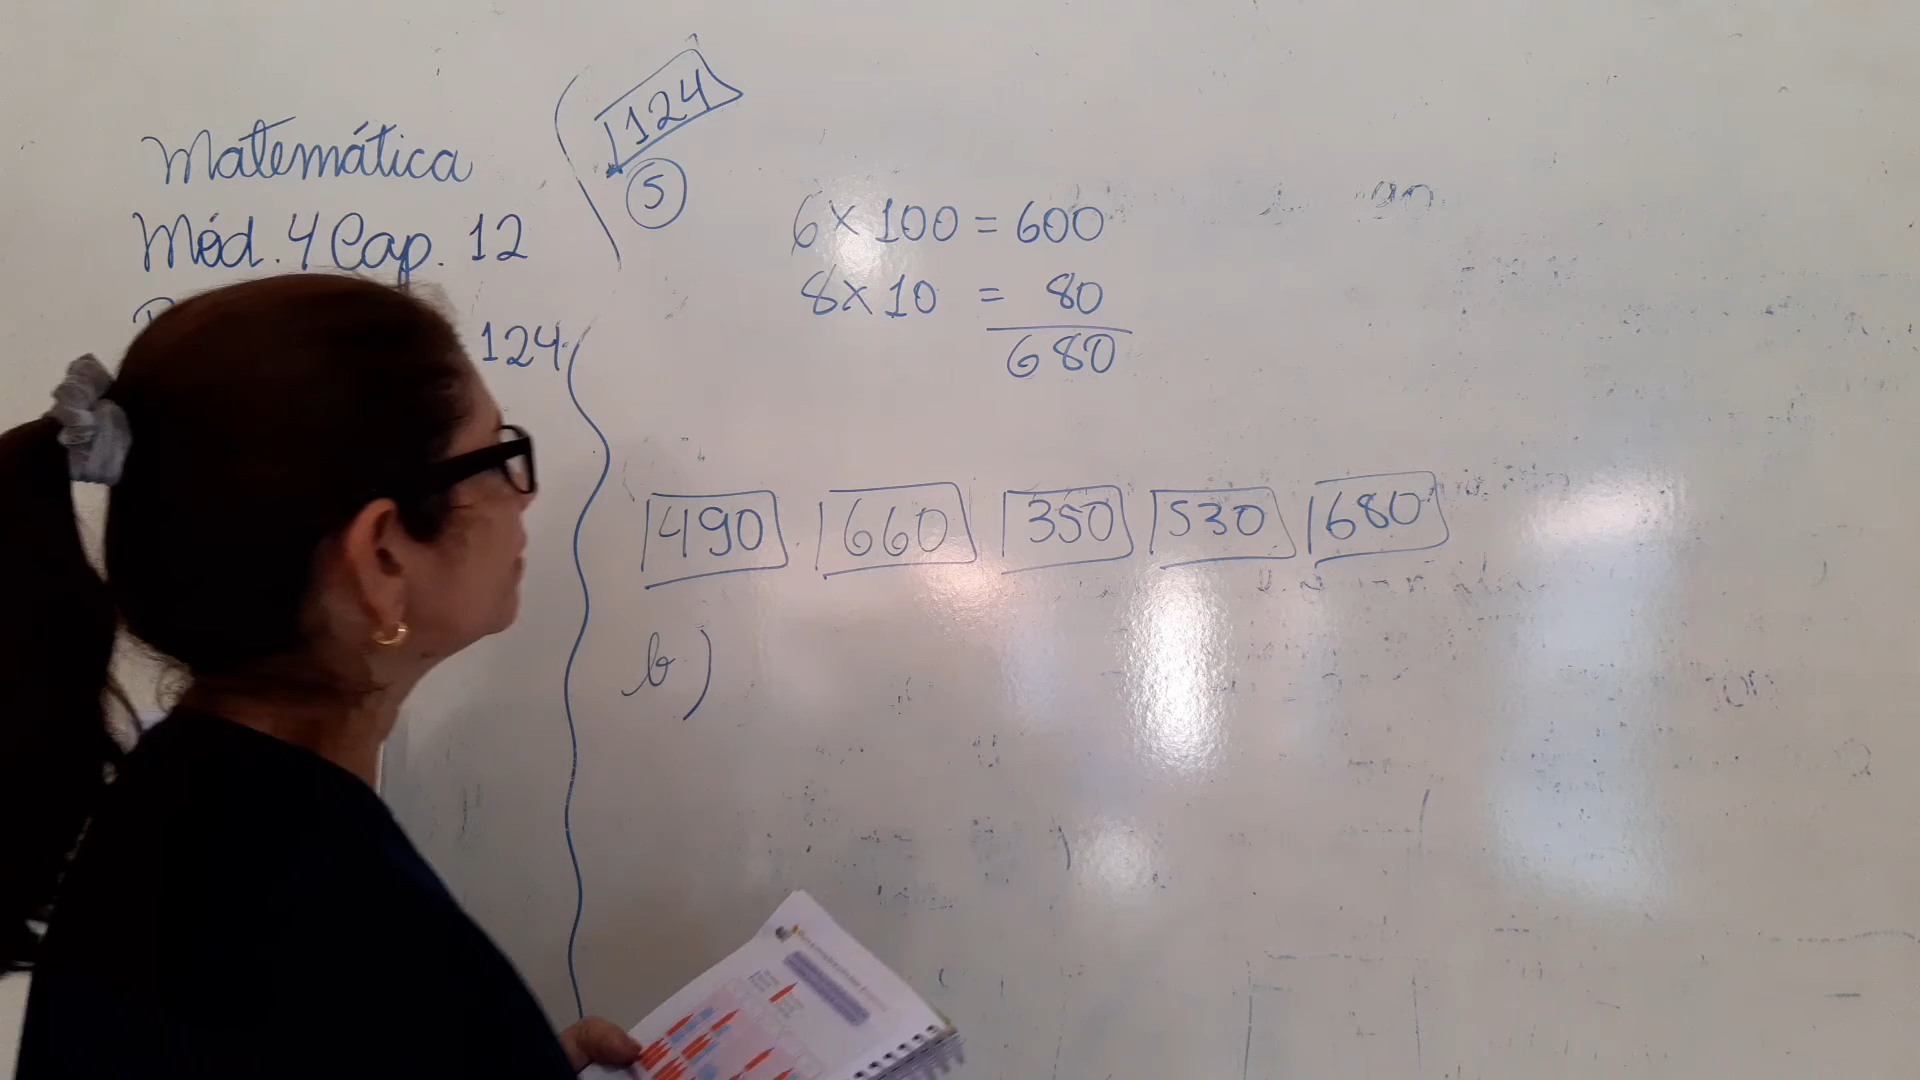 Matemática
Mód. 4 Cap. 12
124
124
5
6 x 100 = 600
8 x 10 = 80
680
490 660 350 530 680
b)